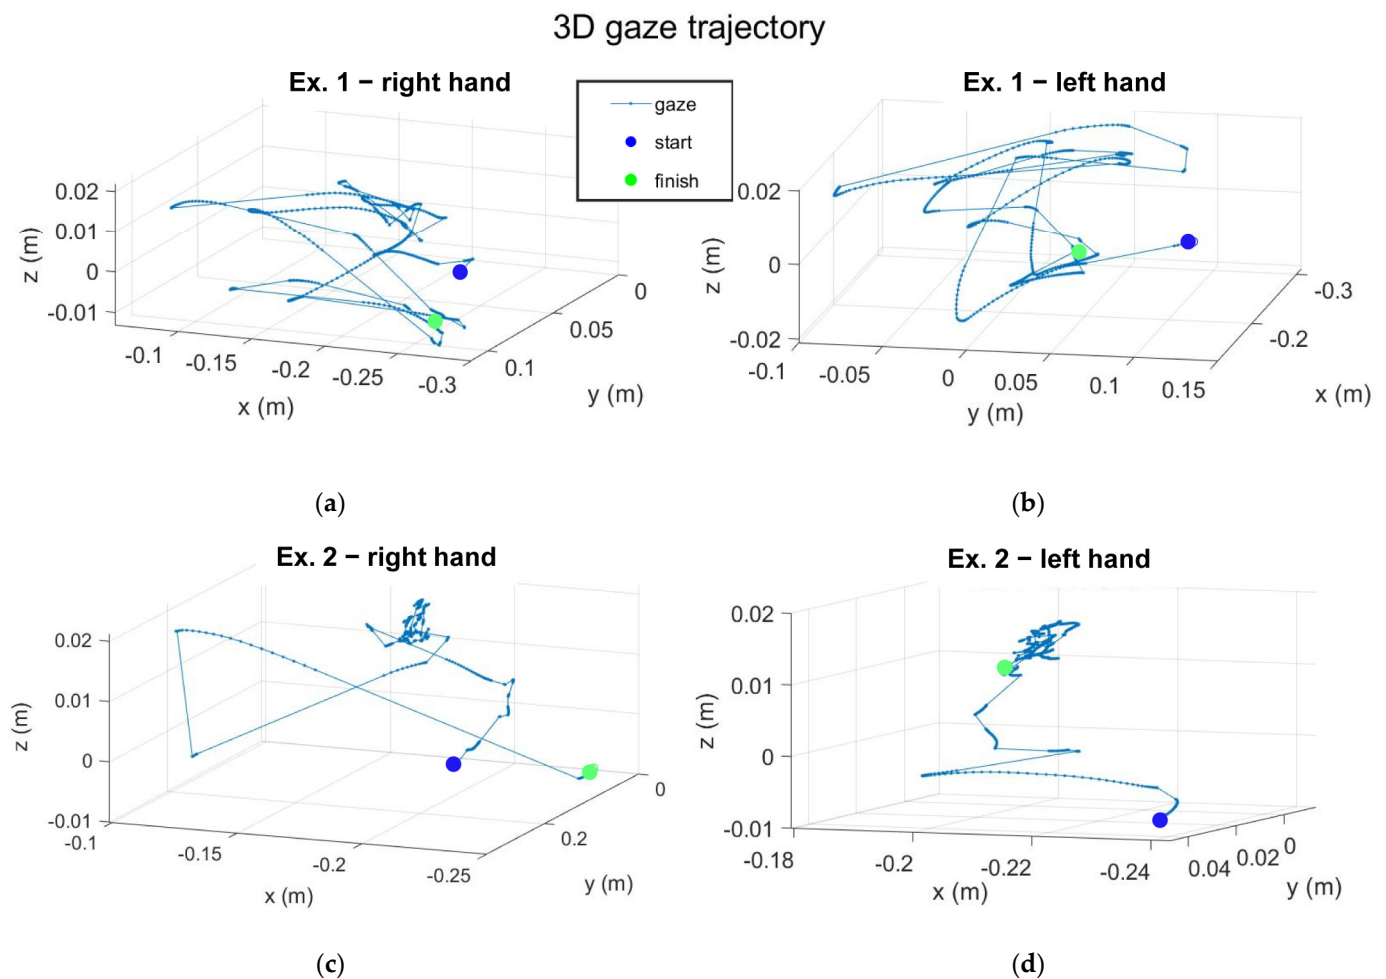 3D gaze trajectory
Ex. 1 − right hand
gaze
start
finish
0.02
0.01
0
-0.01
z (m)
-0.1
-0.15
-0.2
-0.25
-0.3
x (m)
0
0.05
0.1
y (m)
(a)
Ex. 1 − left hand
0.02
0
-0.02
z (m)
-0.1
-0.05
0
0.05
0.1
0.15
y (m)
-0.3
-0.2
x (m)
(b)
Ex. 2 − right hand
0.02
0.01
0
-0.01
z (m)
-0.1
-0.15
-0.2
-0.25
x (m)
0
0.2
y (m)
(c)
Ex. 2 − left hand
0.02
0.01
0
-0.01
z (m)
-0.18
-0.2
-0.22
-0.24
x (m)
0.04
0.02
0
y (m)
(d)